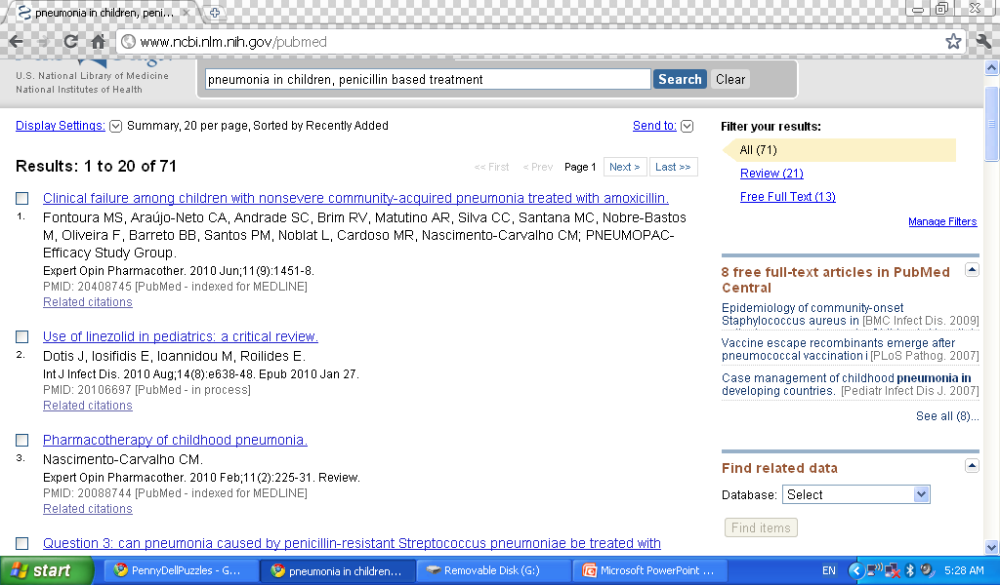 pneumonia in children, peni...
www.ncbi.nlm.nih.gov/pubmed
U.S. National Library of Medicine
National Institutes of Health
pneumonia in children, penicillin based treatment
Search
Clear
Display Settings: Summary, 20 per page, Sorted by Recently Added
Send to:
Results: 1 to 20 of 71
<< First < Prev Page 1 Next > Last >>
Clinical failure among children with nonsevere community-acquired pneumonia treated with amoxicillin.
1. Fontoura MS, Araújo-Neto CA, Andrade SC, Brim RV, Matutino AR, Silva CC, Santana MC, Nobre-Bastos
M, Oliveira F, Barreto BB, Santos PM, Noblat L, Cardoso MR, Nascimento-Carvalho CM; PNEUMOPAC-
Efficacy Study Group.
Expert Opin Pharmacother. 2010 Jun;11(9):1451-8.
PMID: 20408745 [PubMed - indexed for MEDLINE]
Related citations
Use of linezolid in pediatrics: a critical review.
2. Dotis J, Iosifidis E, Ioannidou M, Roilides E.
Int J Infect Dis. 2010 Aug;14(8):e638-48. Epub 2010 Jan 27.
PMID: 20106697 [PubMed - in process]
Related citations
Pharmacotherapy of childhood pneumonia.
3. Nascimento-Carvalho CM.
Expert Opin Pharmacother. 2010 Feb;11(2):225-31. Review.
PMID: 20088744 [PubMed - indexed for MEDLINE]
Related citations
Question 3: can pneumonia caused by penicillin-resistant Streptococcus pneumoniae be treated with
Filter your results:
All (71)
Review (21)
Free Full Text (13)
Manage Filters
8 free full-text articles in PubMed
Central
Epidemiology of community-onset
Staphylococcus aureus in [BMC Infect Dis. 2009]
Vaccine escape recombinants emerge after
pneumococcal vaccination i [PLoS Pathog. 2007]
Case management of childhood pneumonia in
developing countries. [Pediatr Infect Dis J. 2007]
See all (8)...
Find related data
Database: Select
Find items
start
PennyDellPuzzles - G...
pneumonia in children...
Removable Disk (G:)
Microsoft PowerPoint ...
EN
5:28 AM